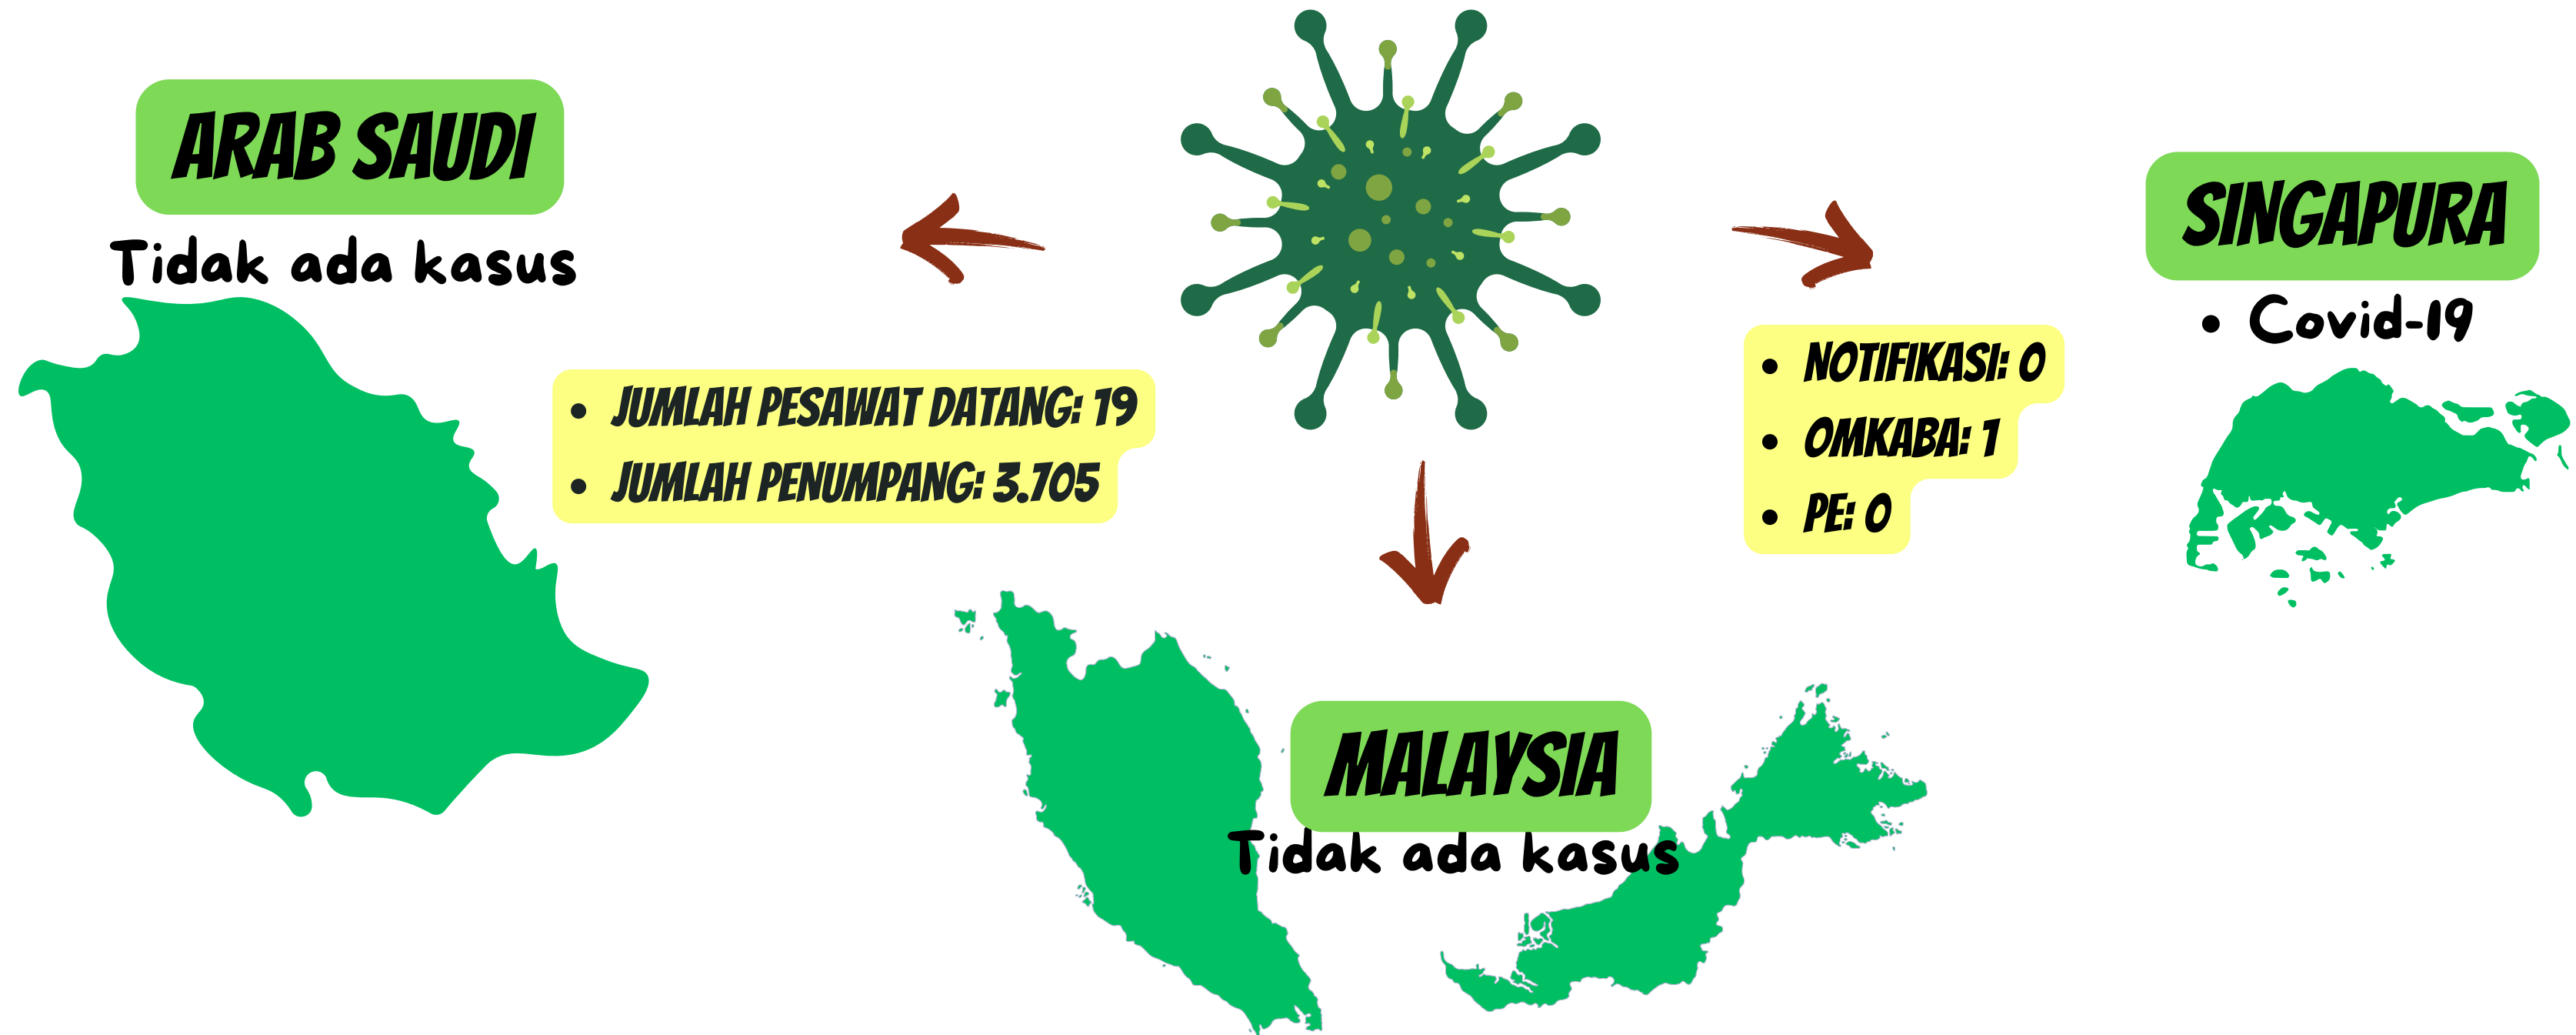 ARAB SAUDI
Tidak ada kasus
• JUMLAH PESAWAT DATANG: 19
• JUMLAH PENUMPANG: 3.705
SINGAPURA
• Covid-19
• NOTIFIKASI: 0
• OMKABA: 1
• PE: 0
MALAYSIA
Tidak ada kasus